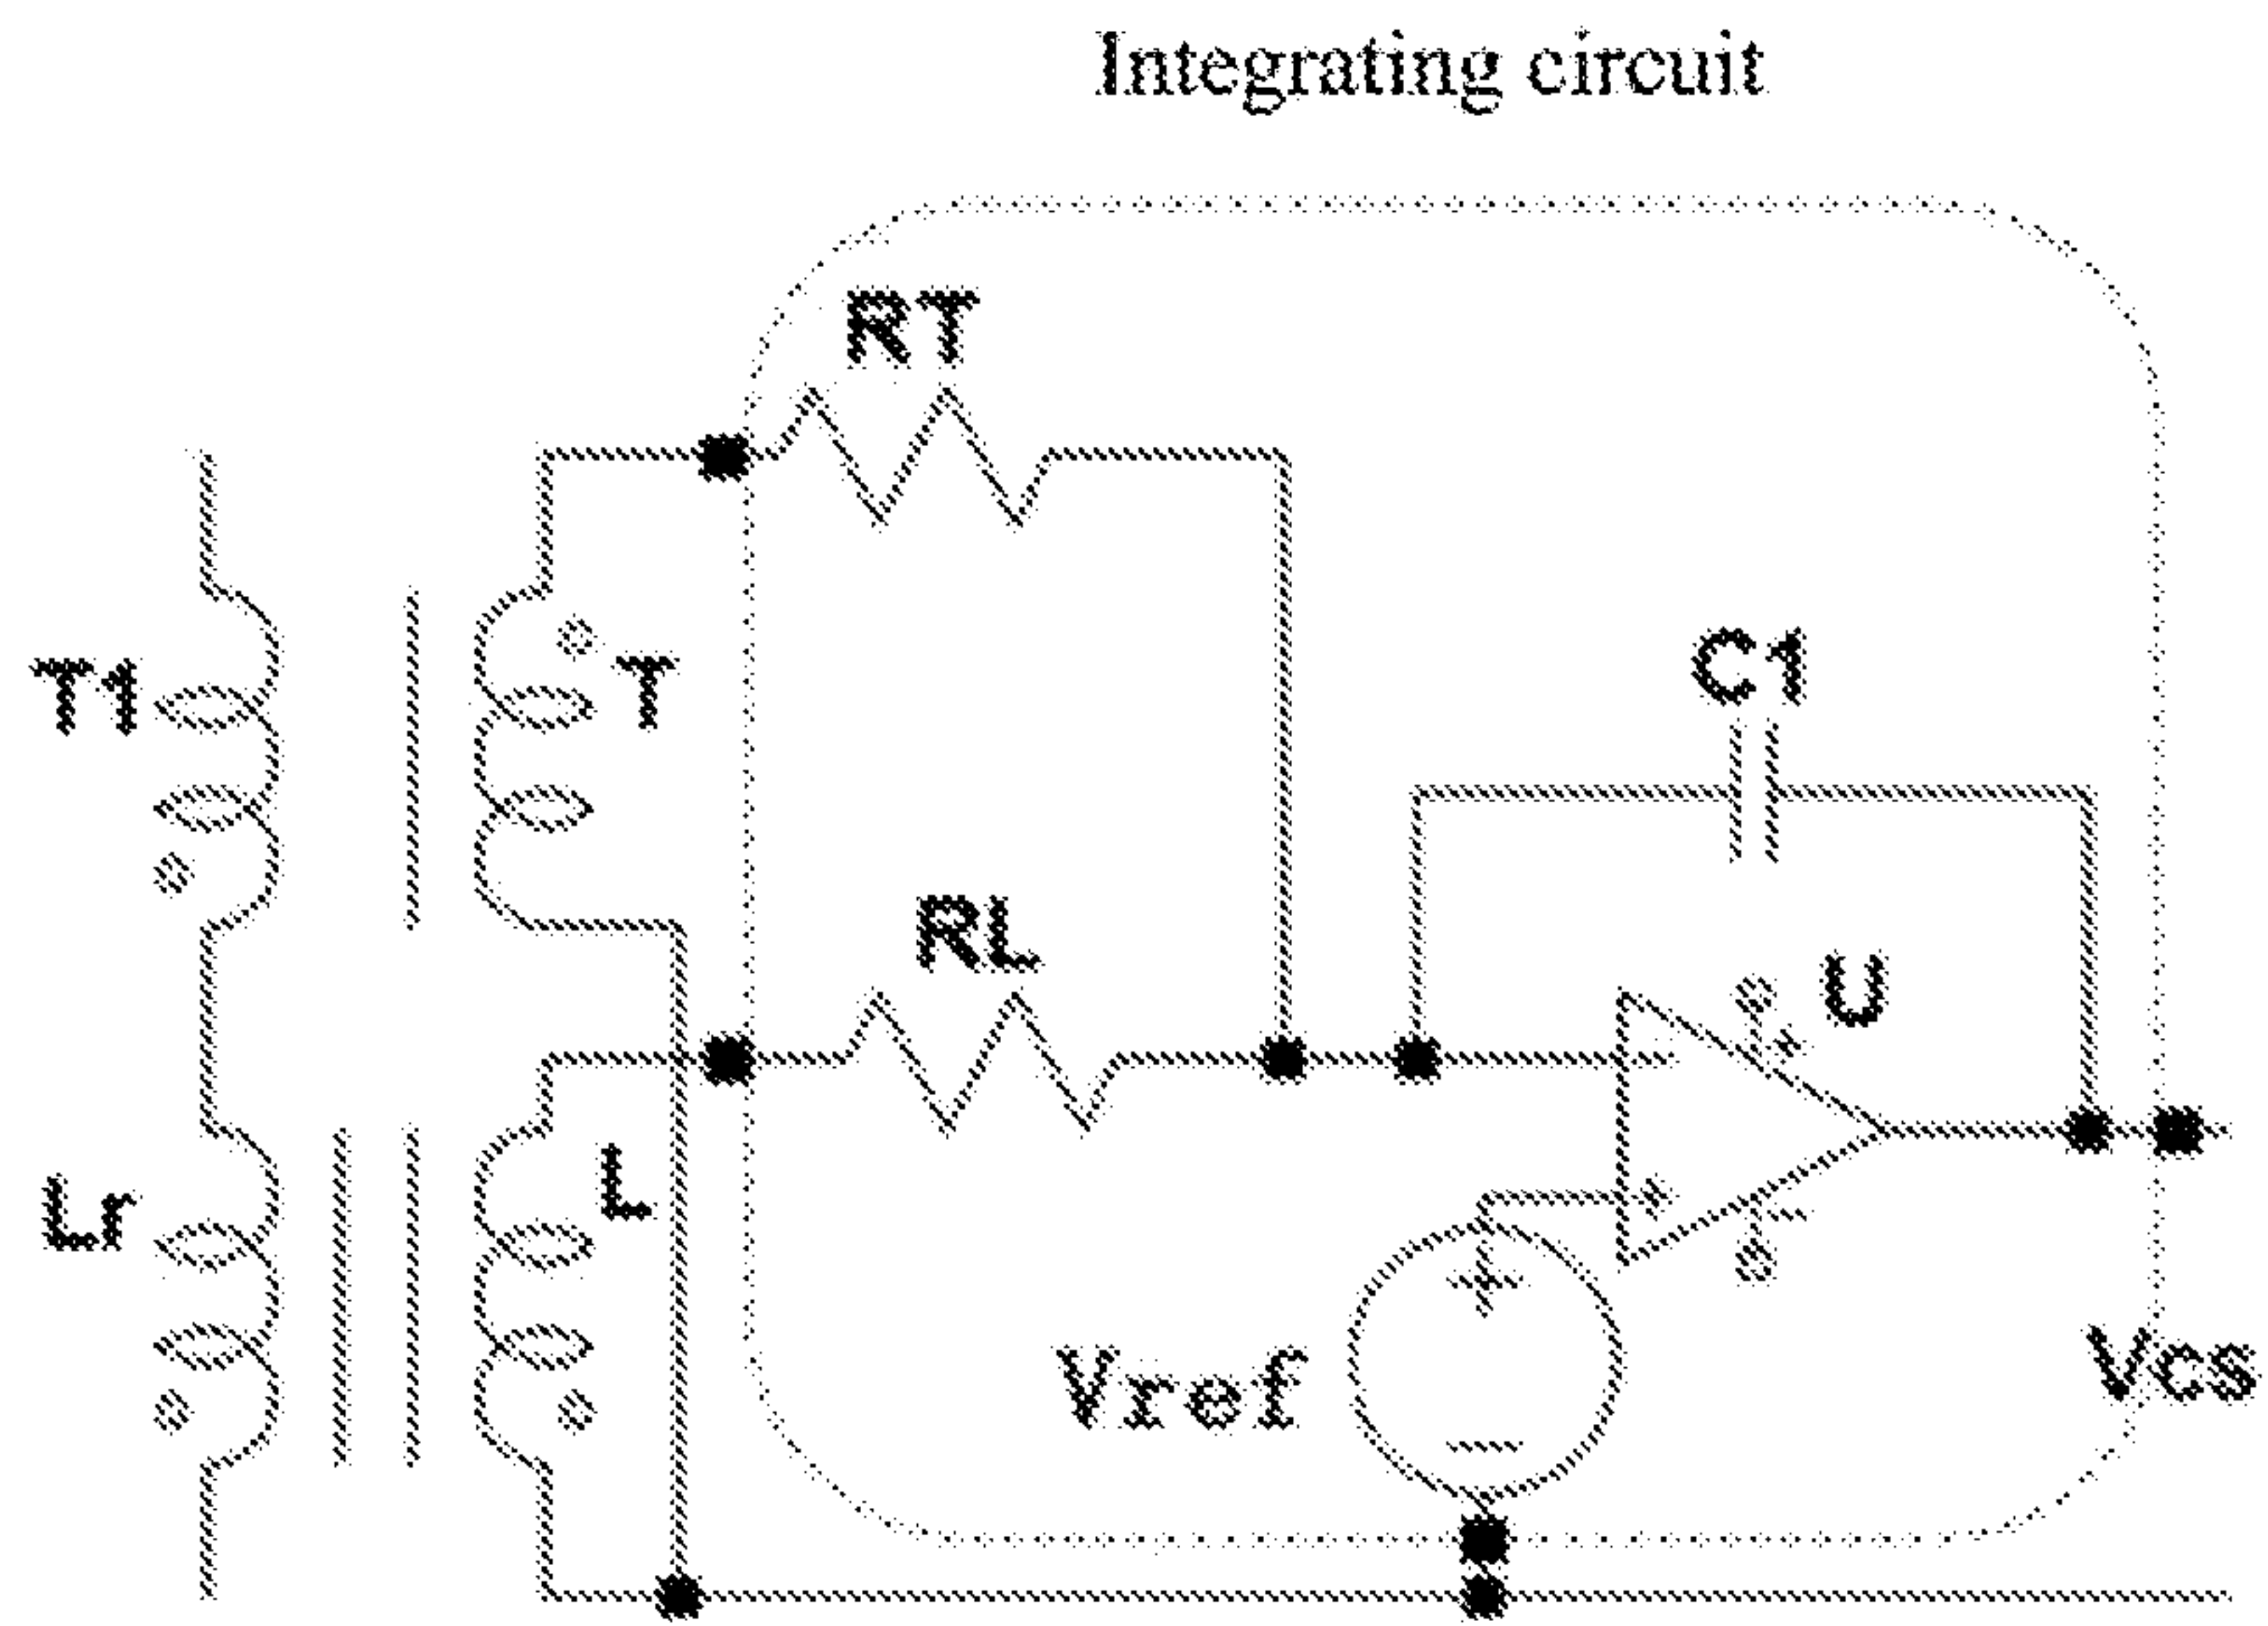 Integrating circuit
RT
T1
T
C1
RL
U
Lr
L
Vref
Vcs